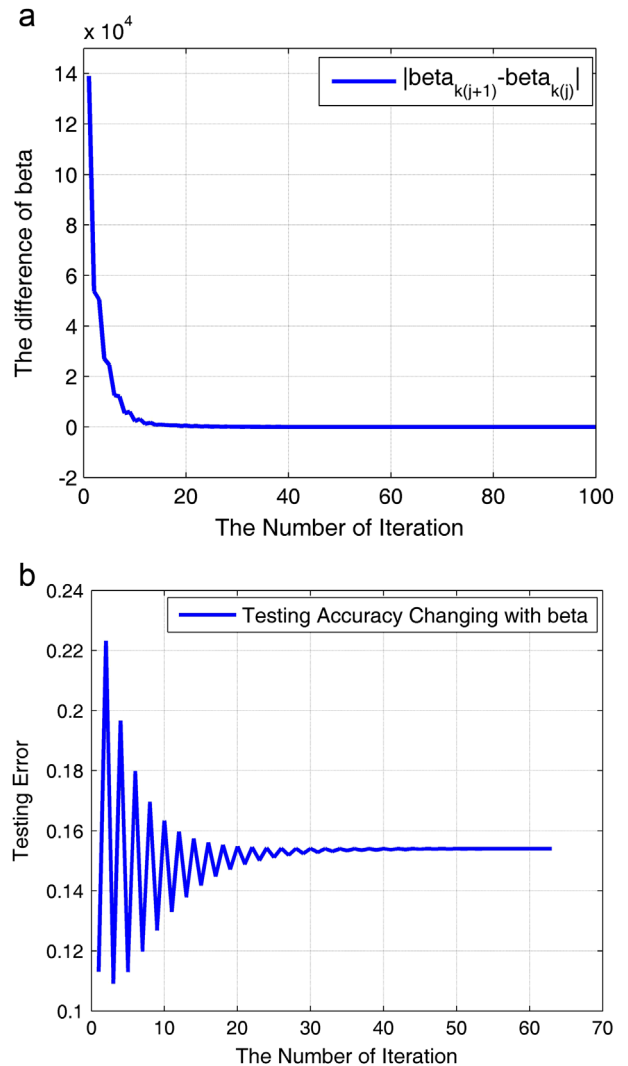 a
x 10^4
14
12
10
8
6
4
2
0
-2
The difference of beta
|beta_{k(j+1)}-beta_{k(j)}|
0 20 40 60 80 100
The Number of Iteration
b
0.24
0.22
0.2
0.18
0.16
0.14
0.12
0.1
Testing Error
Testing Accuracy Changing with beta
0 10 20 30 40 50 60 70
The Number of Iteration